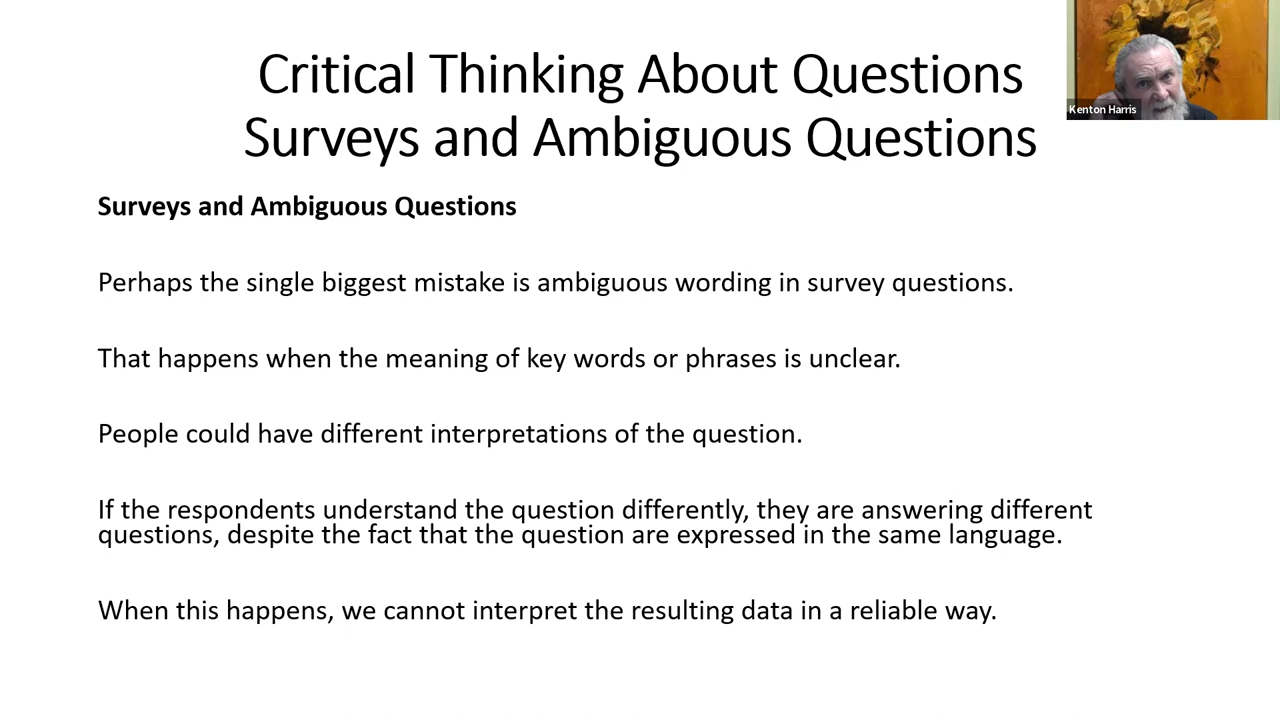 Critical Thinking About Questions
Surveys and Ambiguous Questions
Kenton Harris
Surveys and Ambiguous Questions
Perhaps the single biggest mistake is ambiguous wording in survey questions.
That happens when the meaning of key words or phrases is unclear.
People could have different interpretations of the question.
If the respondents understand the question differently, they are answering different
questions, despite the fact that the question are expressed in the same language.
When this happens, we cannot interpret the resulting data in a reliable way.